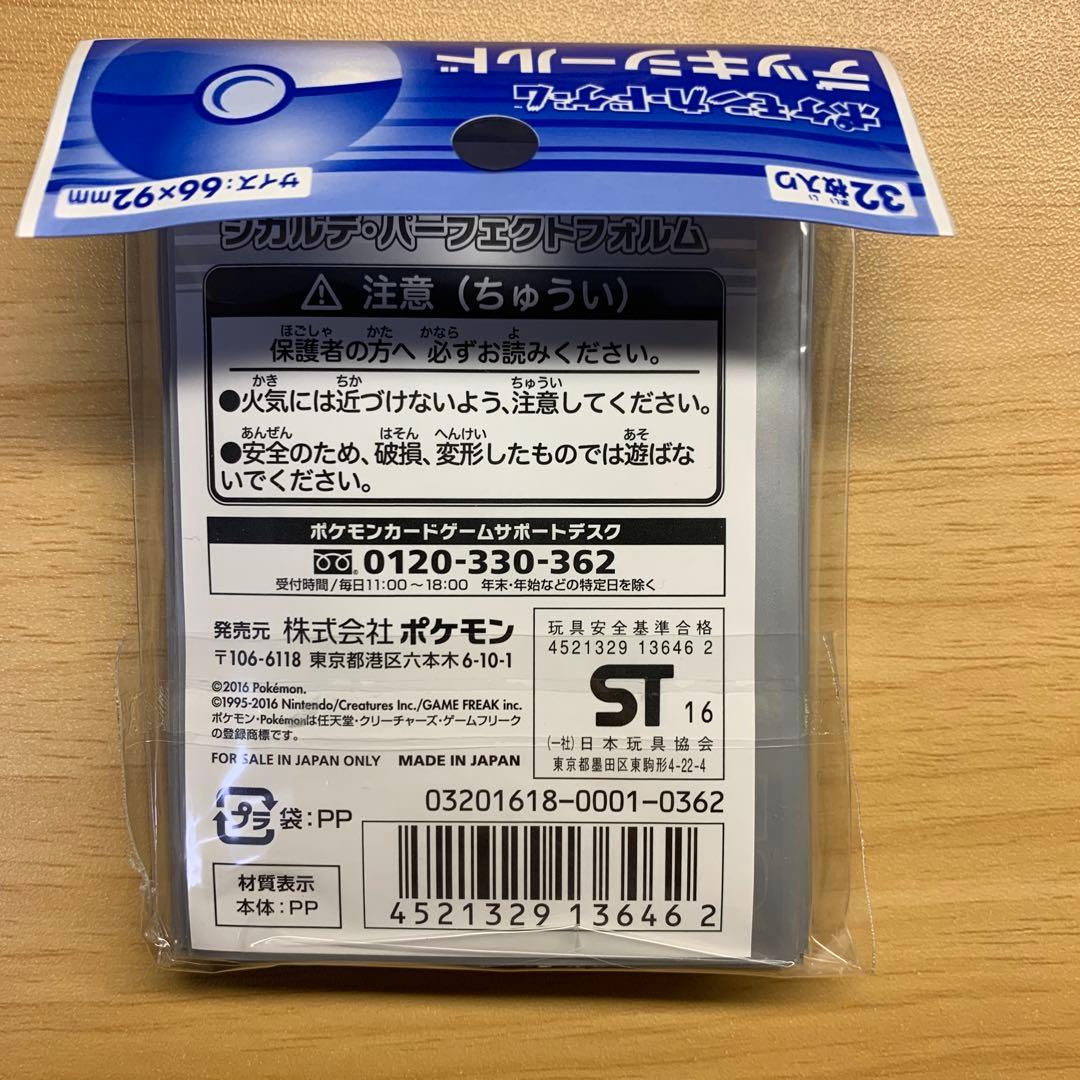 ポケモンカードゲーム
デッキシールド
32枚入り
まい い
サイズ:66×92mm
ジガルデ・パーフェクトフォルム
注意(ちゅうい)
ほごしゃ かた かなら よ
保護者の方へ 必ずお読みください。
かき ちか ちゅうい
●火気には近づけないよう、注意してください。
あんぜん はそん へんけい あそ
●安全のため、破損、変形したものでは遊ばな
いでください。
ポケモンカードゲームサポートデスク
0120-330-362
受付時間/毎日11:00~18:00 年末・年始などの特定日を除く
発売元 株式会社 ポケモン
〒106-6118 東京都港区六本木6-10-1
©2016 Pokémon.
©1995-2016 Nintendo/Creatures Inc./GAME FREAK inc.
ポケモン・Pokémonは任天堂・クリーチャーズ・ゲームフリーク
の登録商標です。
FOR SALE IN JAPAN ONLY MADE IN JAPAN
玩具安全基準合格
4521329 13646 2
ST 16
(一社)日本玩具協会
東京都墨田区東駒形4-22-4
プラ 袋:PP
材質表示
本体:PP
03201618-0001-0362
4521329 136462